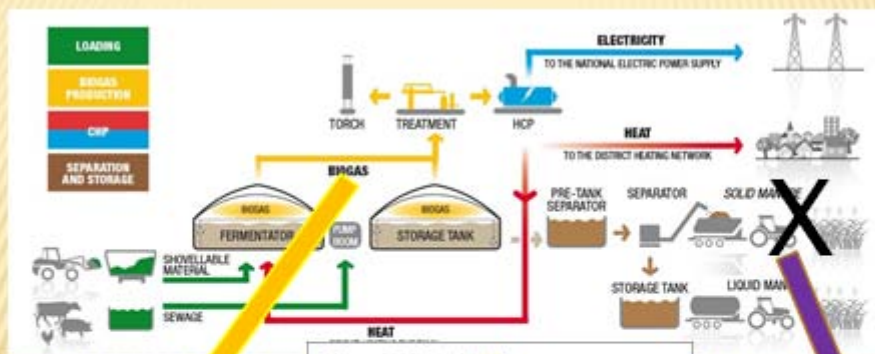 LOADING
BIOGAS
PRODUCTION
CHP
SEPARATION
AND STORAGE
ELECTRICITY
TO THE NATIONAL ELECTRIC POWER SUPPLY
TORCH
TREATMENT
HCP
HEAT
TO THE DISTRICT HEATING NETWORK
BIOGAS
PRE-TANK
SEPARATOR
SEPARATOR
SOLID
BIOGAS
BIOGAS
FERMENTATOR
PUMP
ROOM
STORAGE TANK
SHOVELLABLE
MATERIAL
STORAGE TANK
LIQUID
SEWAGE
HEAT